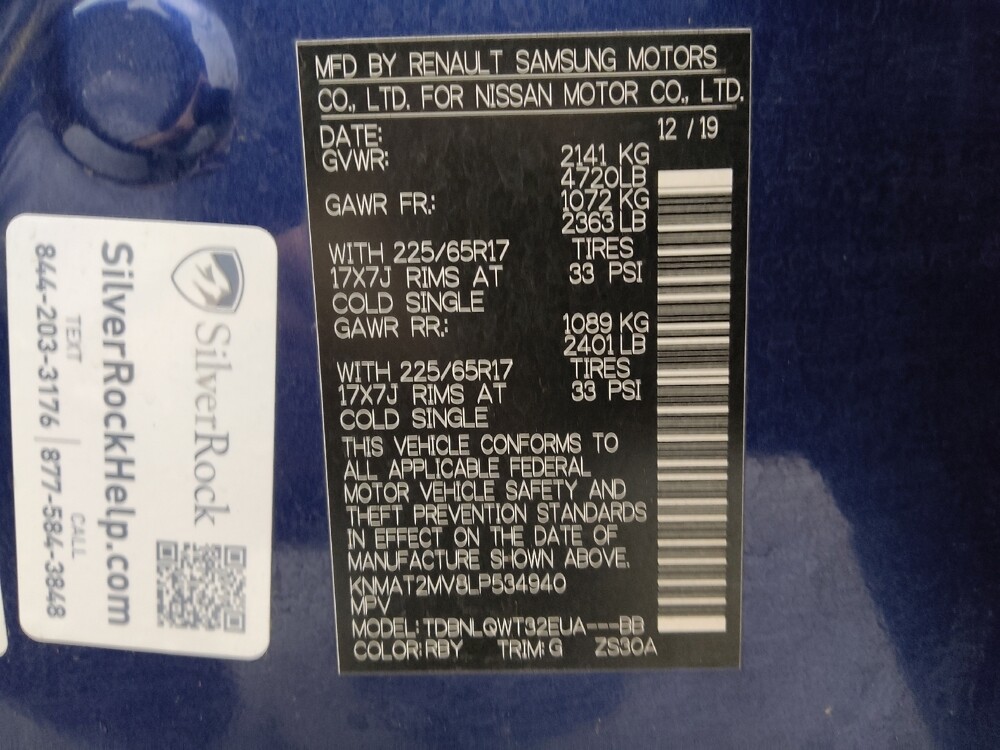 MFD BY RENAULT SAMSUNG MOTORS
CO., LTD. FOR NISSAN MOTOR CO., LTD.
DATE: 12 / 19
GVWR: 2141 KG
4720LB
GAWR FR.: 1072 KG
2363 LB
WITH 225/65R17 TIRES
17X7J RIMS AT 33 PSI
COLD SINGLE
GAWR RR.: 1089 KG
2401 LB
WITH 225/65R17 TIRES
17X7J RIMS AT 33 PSI
COLD SINGLE
THIS VEHICLE CONFORMS TO
ALL APPLICABLE FEDERAL
MOTOR VEHICLE SAFETY AND
THEFT PREVENTION STANDARDS
IN EFFECT ON THE DATE OF
MANUFACTURE SHOWN ABOVE.
KNMAT2MV8LP534940
MPV
MODEL: TDBNLQWT32EUA---BB
COLOR: RBY TRIM: G ZS30A
SilverRock
SilverRockHelp.com
TEXT CALL
844-203-3176 | 877-584-3848